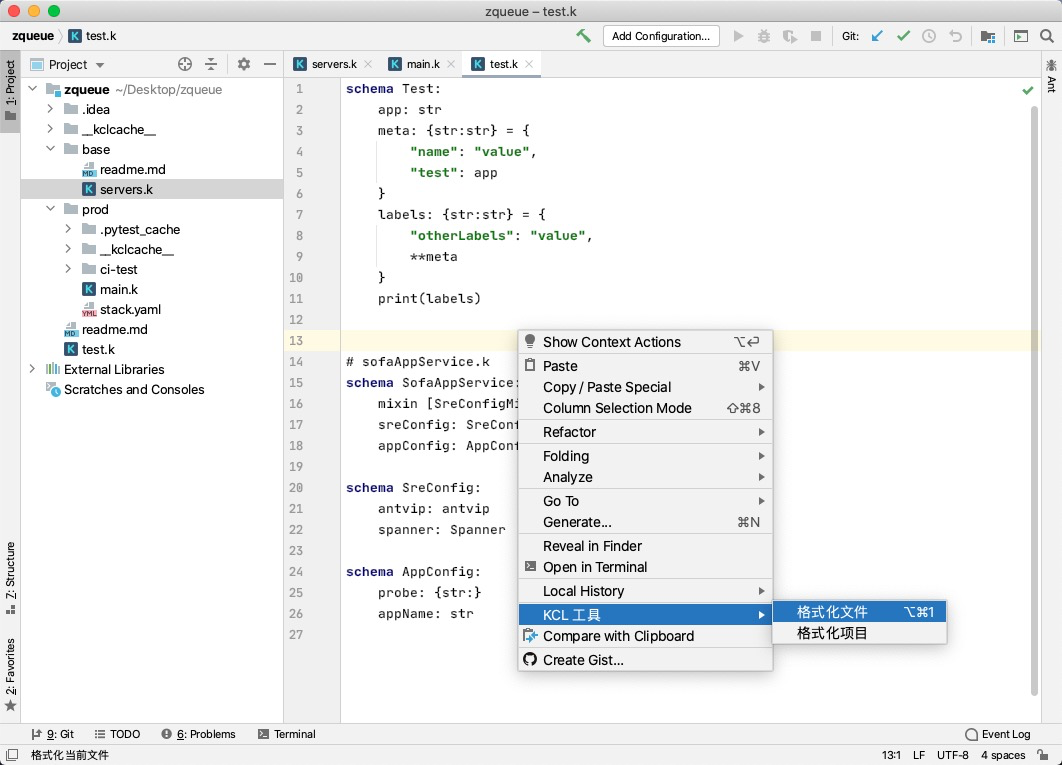 zqueue – test.k
zqueue
test.k
Add Configuration...
Git:
1: Project
Project
servers.k
main.k
test.k
Ant
zqueue ~/Desktop/zqueue
.idea
__kclcache__
base
readme.md
servers.k
prod
.pytest_cache
__kclcache__
ci-test
main.k
stack.yaml
readme.md
test.k
External Libraries
Scratches and Consoles
1 schema Test:
2 app: str
3 meta: {str:str} = {
4 "name": "value",
5 "test": app
6 }
7 labels: {str:str} = {
8 "otherLabels": "value",
9 **meta
10 }
11 print(labels)
12
13
14 # sofaAppService.k
15 schema SofaAppService:
16 mixin [SreConfigMi
17 sreConfig: SreConf
18 appConfig: AppConf
19
20 schema SreConfig:
21 antvip: antvip
22 spanner: Spanner
23
24 schema AppConfig:
25 probe: {str:}
26 appName: str
27
Show Context Actions ⌥↩
Paste ⌘V
Copy / Paste Special
Column Selection Mode ⇧⌘8
Refactor
Folding
Analyze
Go To
Generate... ⌘N
Reveal in Finder
Open in Terminal
Local History
KCL 工具
Compare with Clipboard
Create Gist...
格式化文件 ⌥⌘1
格式化项目
Z: Structure
2: Favorites
9: Git
TODO
6: Problems
Terminal
Event Log
格式化当前文件
13:1 LF UTF-8 4 spaces